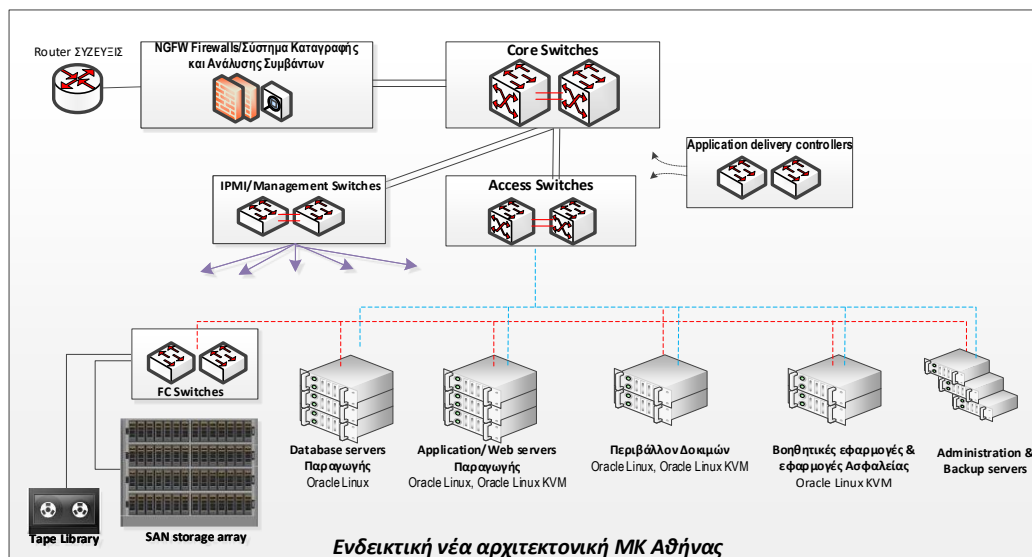 Router ΣΥΖΕΥΞΙΣ
NGFW Firewalls/Σύστημα Καταγραφής
και Ανάλυσης Συμβάντων
Core Switches
Application delivery controllers
IPMI/Management Switches
Access Switches
FC Switches
Database servers
Παραγωγής
Oracle Linux
Application/Web servers
Παραγωγής
Oracle Linux, Oracle Linux KVM
Περιβάλλον Δοκιμών
Oracle Linux, Oracle Linux KVM
Βοηθητικές εφαρμογές &
εφαρμογές Ασφαλείας
Oracle Linux KVM
Administration &
Backup servers
Tape Library
SAN storage array
Ενδεικτική νέα αρχιτεκτονική ΜΚ Αθήνας